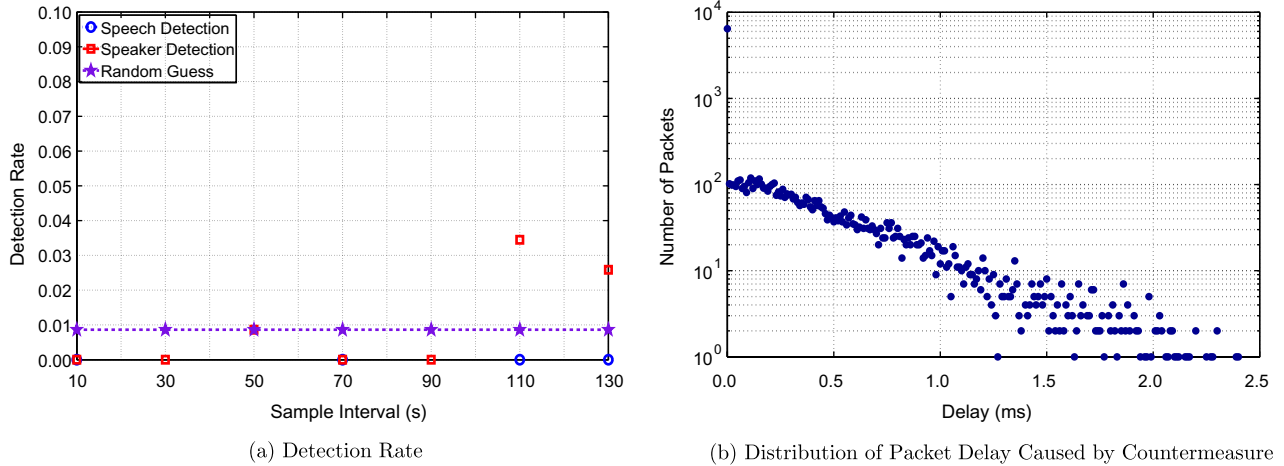 0.10
0.09
0.08
0.07
0.06
0.05
0.04
0.03
0.02
0.01
0.00
Detection Rate
Speech Detection
Speaker Detection
Random Guess
10 30 50 70 90 110 130
Sample Interval (s)
(a) Detection Rate
10^4
10^3
10^2
10^1
10^0
Number of Packets
0.0 0.5 1.0 1.5 2.0 2.5
Delay (ms)
(b) Distribution of Packet Delay Caused by Countermeasure